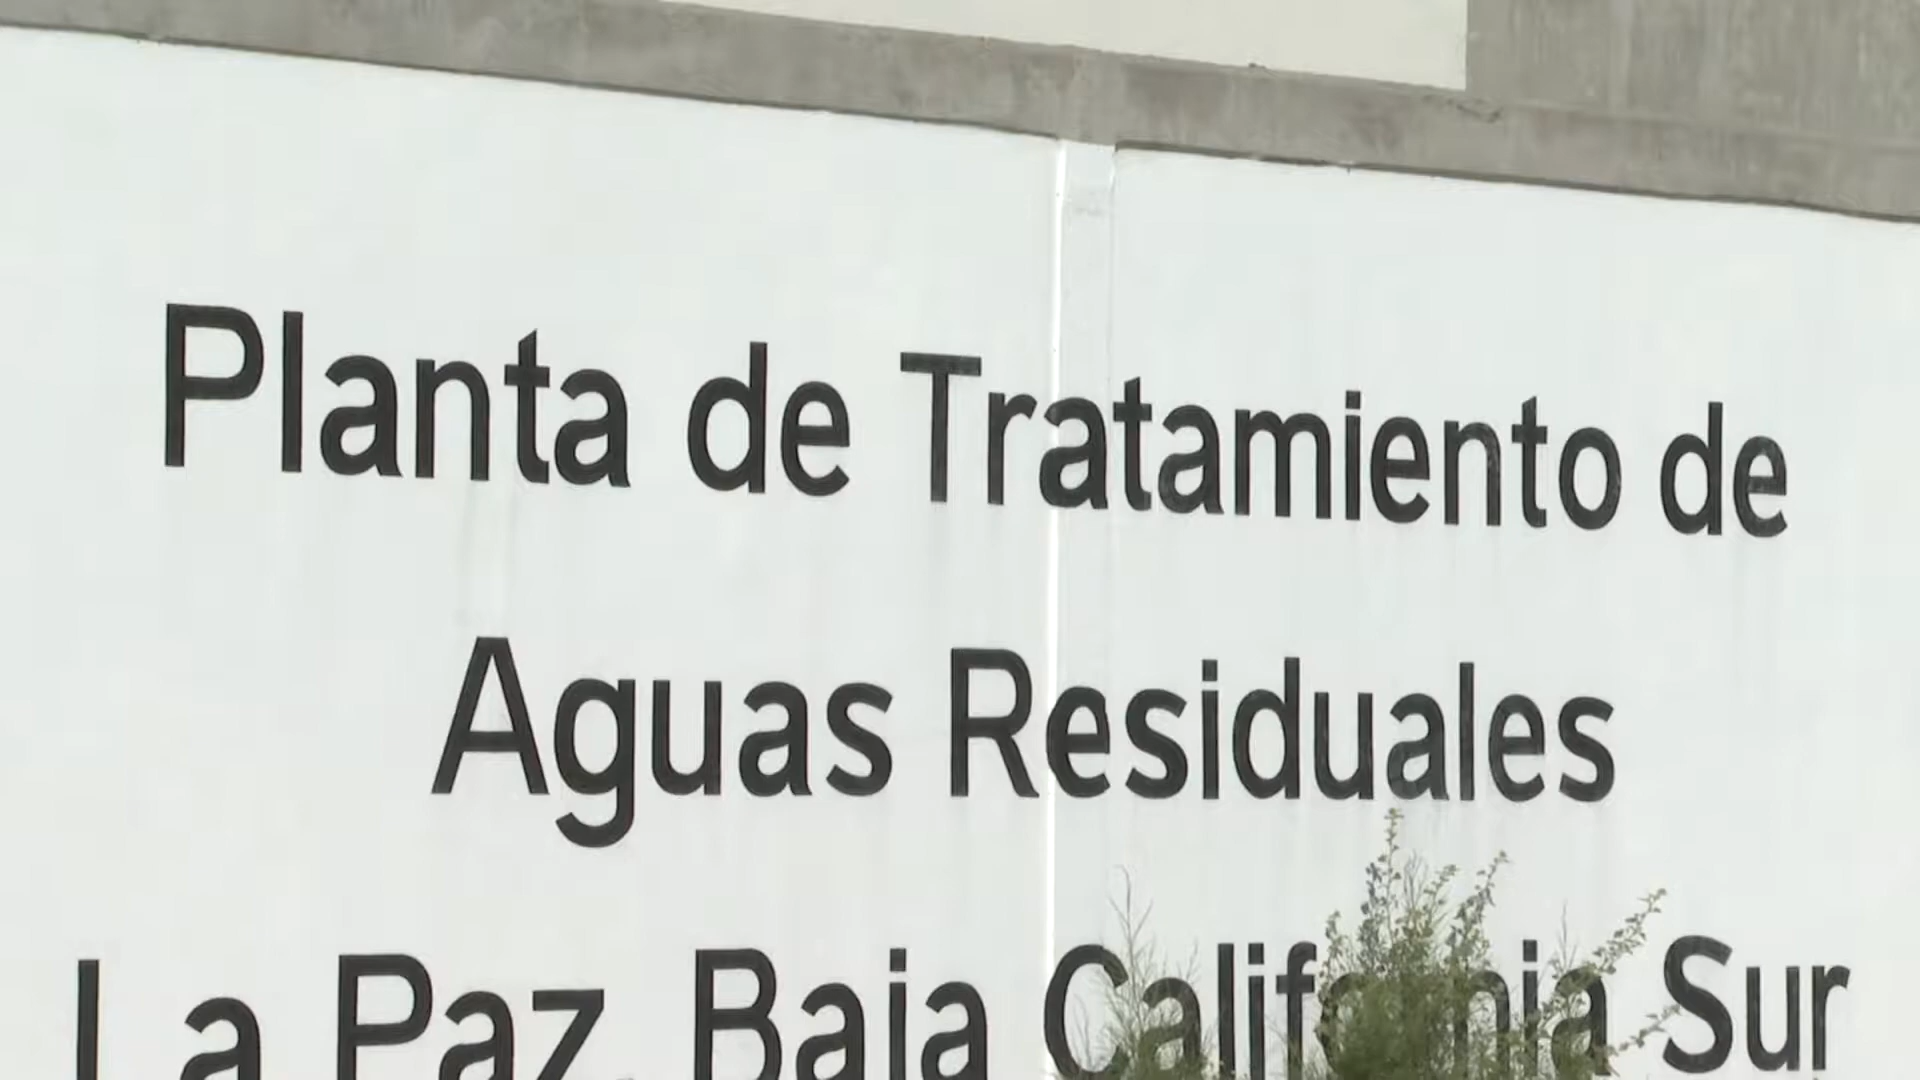 Planta de Tratamiento de
Aguas Residuales
La Paz, Baja California Sur